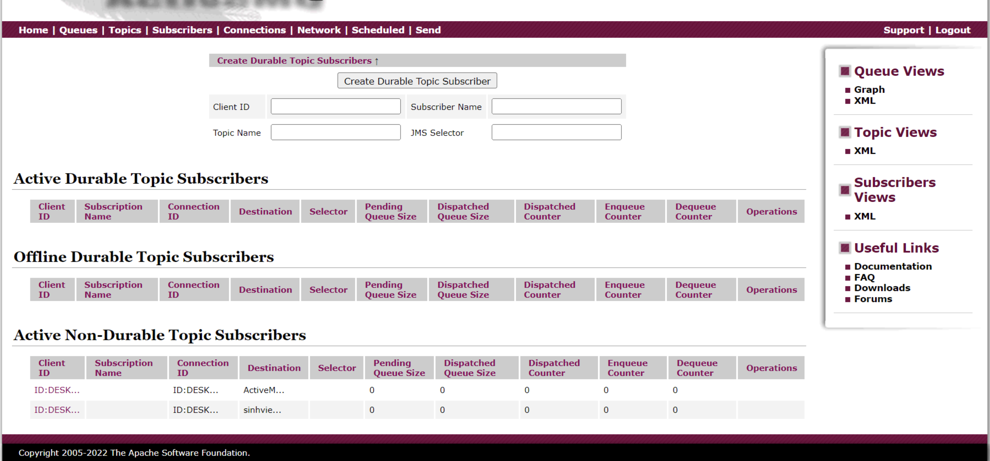 Home | Queues | Topics | Subscribers | Connections | Network | Scheduled | Send
Support | Logout
Create Durable Topic Subscribers ↑
Create Durable Topic Subscriber
Client ID Subscriber Name
Topic Name JMS Selector
Active Durable Topic Subscribers
Client ID Subscription Name Connection ID Destination Selector Pending Queue Size Dispatched Queue Size Dispatched Counter Enqueue Counter Dequeue Counter Operations
Offline Durable Topic Subscribers
Client ID Subscription Name Connection ID Destination Selector Pending Queue Size Dispatched Queue Size Dispatched Counter Enqueue Counter Dequeue Counter Operations
Active Non-Durable Topic Subscribers
Client ID Subscription Name Connection ID Destination Selector Pending Queue Size Dispatched Queue Size Dispatched Counter Enqueue Counter Dequeue Counter Operations
ID:DESK... ID:DESK... ActiveM... 0 0 0 0 0
ID:DESK... ID:DESK... sinhvie... 0 0 0 0 0
Queue Views
Graph
XML
Topic Views
XML
Subscribers
Views
XML
Useful Links
Documentation
FAQ
Downloads
Forums
Copyright 2005-2022 The Apache Software Foundation.